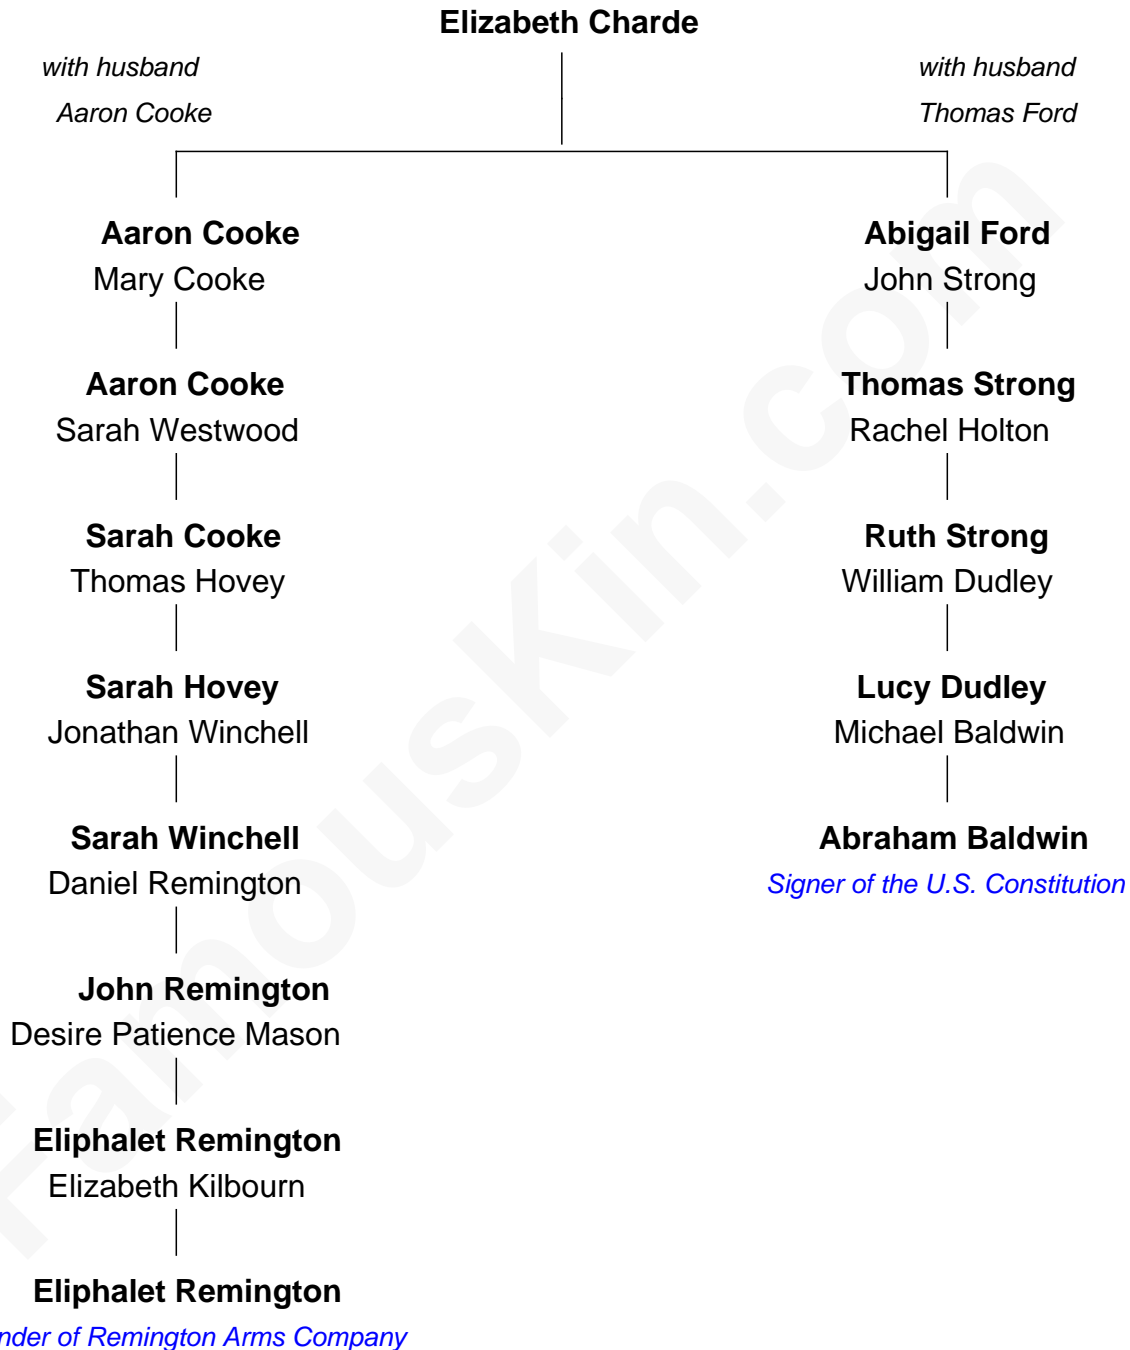 Elizabeth Charde
with husband
Aaron Cooke
with husband
Thomas Ford
Aaron Cooke
Mary Cooke
Aaron Cooke
Sarah Westwood
Sarah Cooke
Thomas Hovey
Sarah Hovey
Jonathan Winchell
Sarah Winchell
Daniel Remington
John Remington
Desire Patience Mason
Eliphalet Remington
Elizabeth Kilbourn
Eliphalet Remington
nder of Remington Arms Company
Abigail Ford
John Strong
Thomas Strong
Rachel Holton
Ruth Strong
William Dudley
Lucy Dudley
Michael Baldwin
Abraham Baldwin
Signer of the U.S. Constitution
FamousKin.com